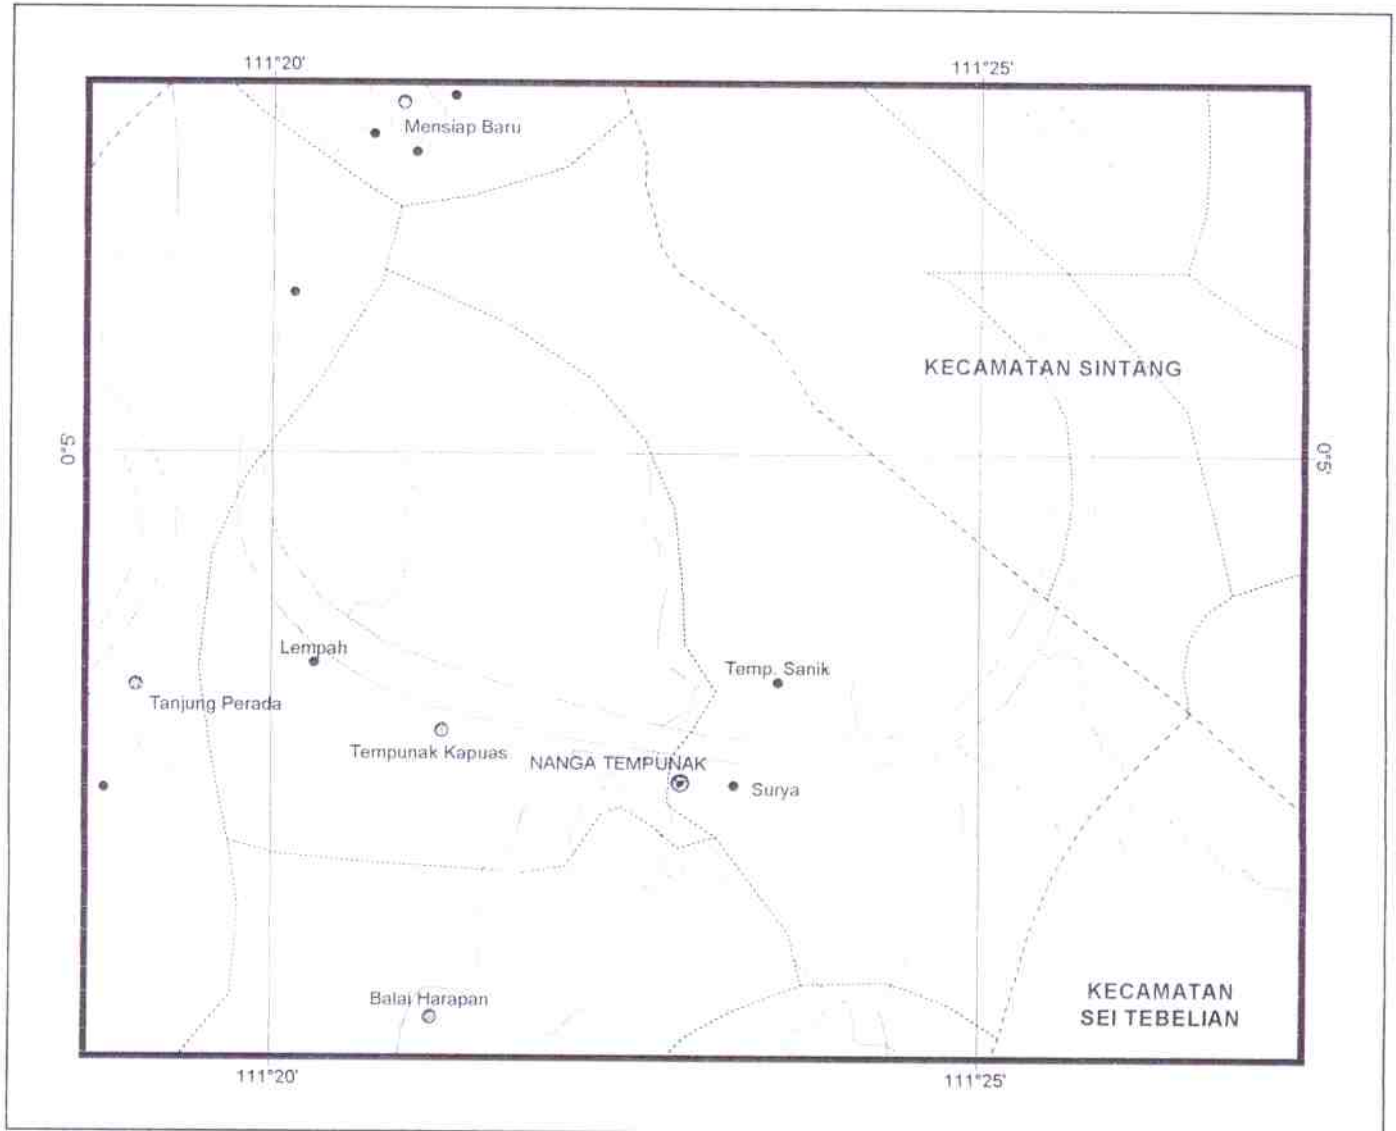 111°20'
111°25'
Mensiap Baru
KECAMATAN SINTANG
0°5'
0°5'
Lempah
Temp. Sanik
Tanjung Perada
Tempunak Kapuas
NANGA TEMPUNAK
Surya
Balai Harapan
KECAMATAN
SEI TEBELIAN
111°20'
111°25'